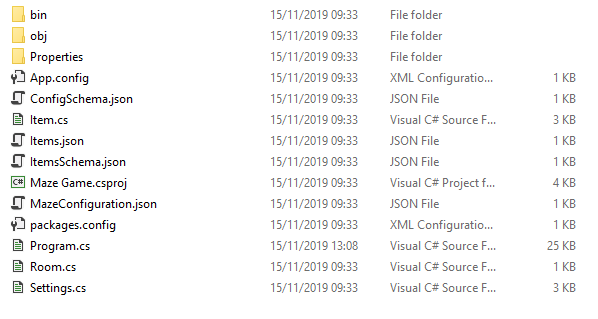 bin 15/11/2019 09:33 File folder
obj 15/11/2019 09:33 File folder
Properties 15/11/2019 09:33 File folder
App.config 15/11/2019 09:33 XML Configuratio... 1 KB
ConfigSchema.json 15/11/2019 09:33 JSON File 1 KB
Item.cs 15/11/2019 09:33 Visual C# Source F... 3 KB
Items.json 15/11/2019 09:33 JSON File 1 KB
ItemsSchema.json 15/11/2019 09:33 JSON File 1 KB
C# Maze Game.csproj 15/11/2019 09:33 Visual C# Project f... 4 KB
MazeConfiguration.json 15/11/2019 09:33 JSON File 1 KB
packages.config 15/11/2019 09:33 XML Configuratio... 1 KB
Program.cs 15/11/2019 13:08 Visual C# Source F... 25 KB
Room.cs 15/11/2019 09:33 Visual C# Source F... 1 KB
Settings.cs 15/11/2019 09:33 Visual C# Source F... 1 KB